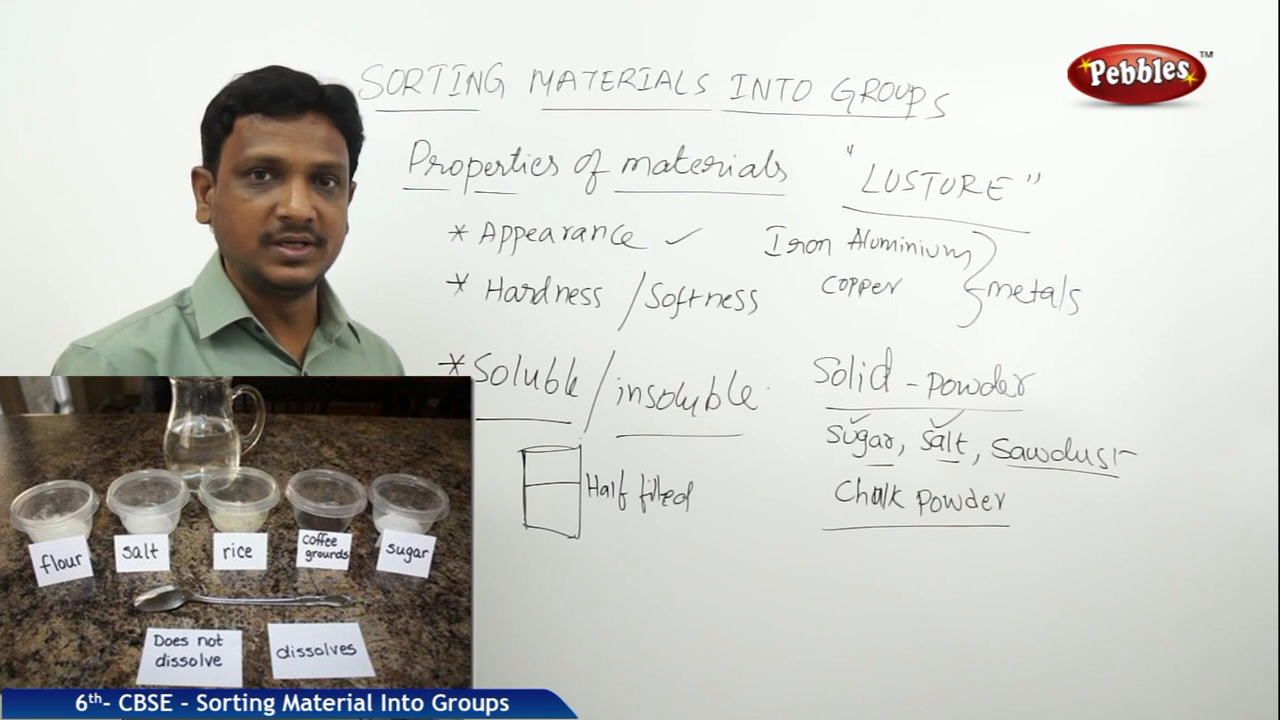 SORTING MATERIALS INTO GROUPS
Pebbles™
Properties of materials
"LUSTURE"
* Appearance ✓
Iron Aluminium
Copper
metals
* Hardness / Softness
* Soluble / insoluble
Solid - powder
Sugar, Salt, Sawdust
Chalk powder
Half filled
flour
salt
rice
coffee grounds
sugar
Does not
dissolve
dissolves
6th- CBSE - Sorting Material Into Groups